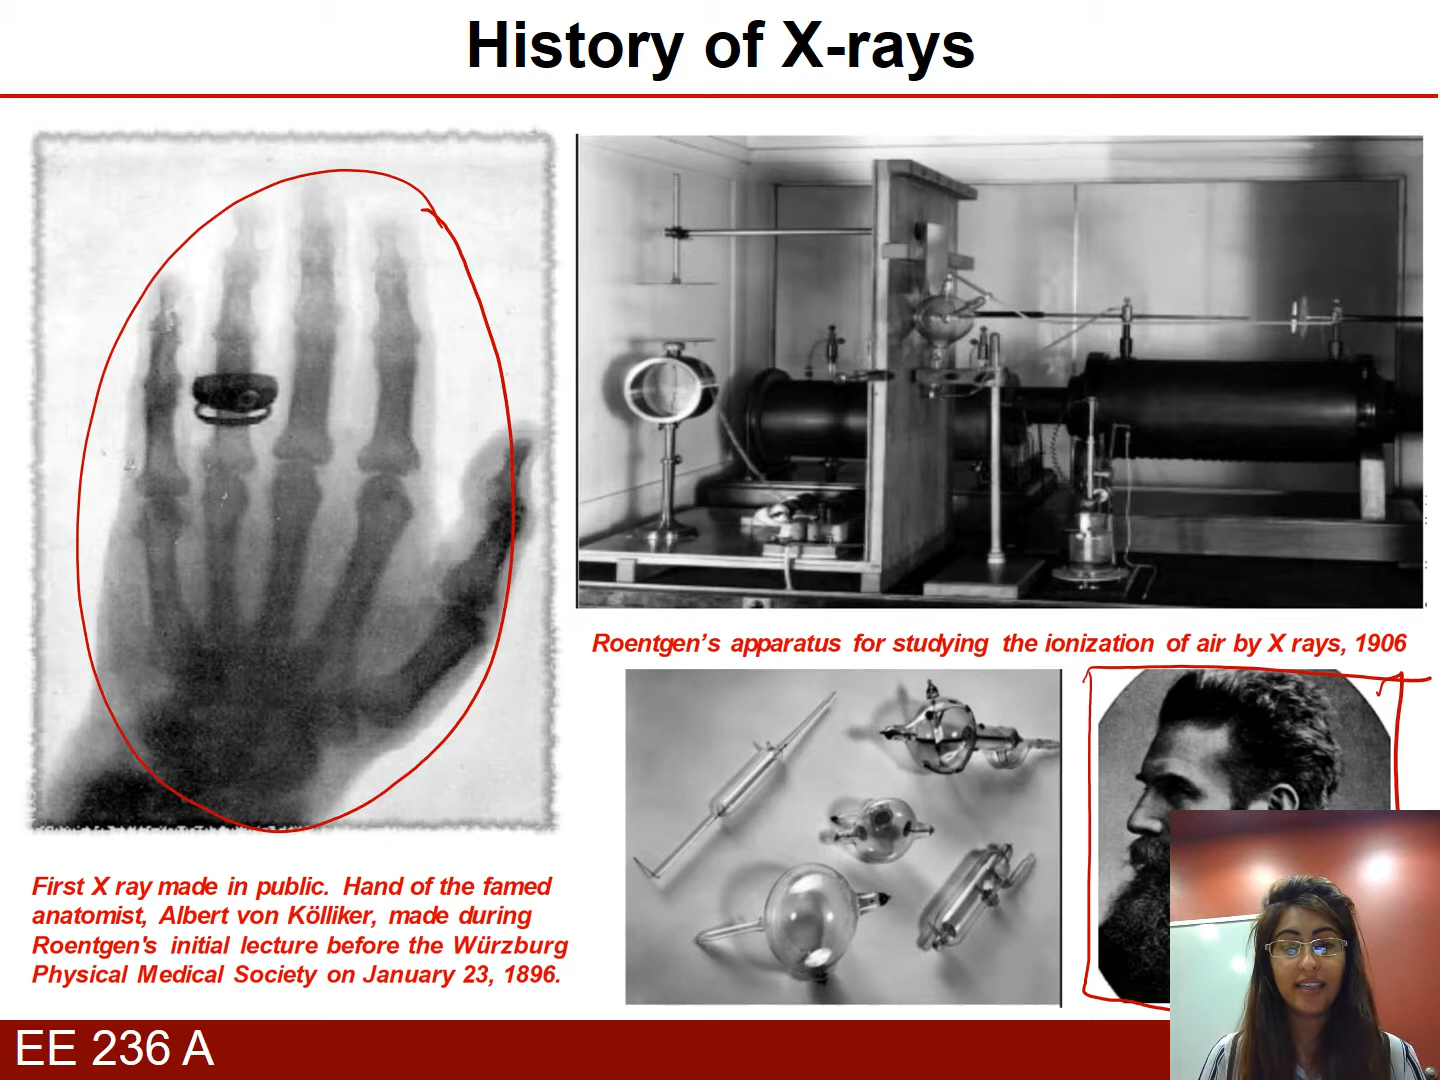 History of X-rays
First X ray made in public. Hand of the famed
anatomist, Albert von Kölliker, made during
Roentgen's initial lecture before the Würzburg
Physical Medical Society on January 23, 1896.
Roentgen’s apparatus for studying the ionization of air by X rays, 1906
EE 236 A